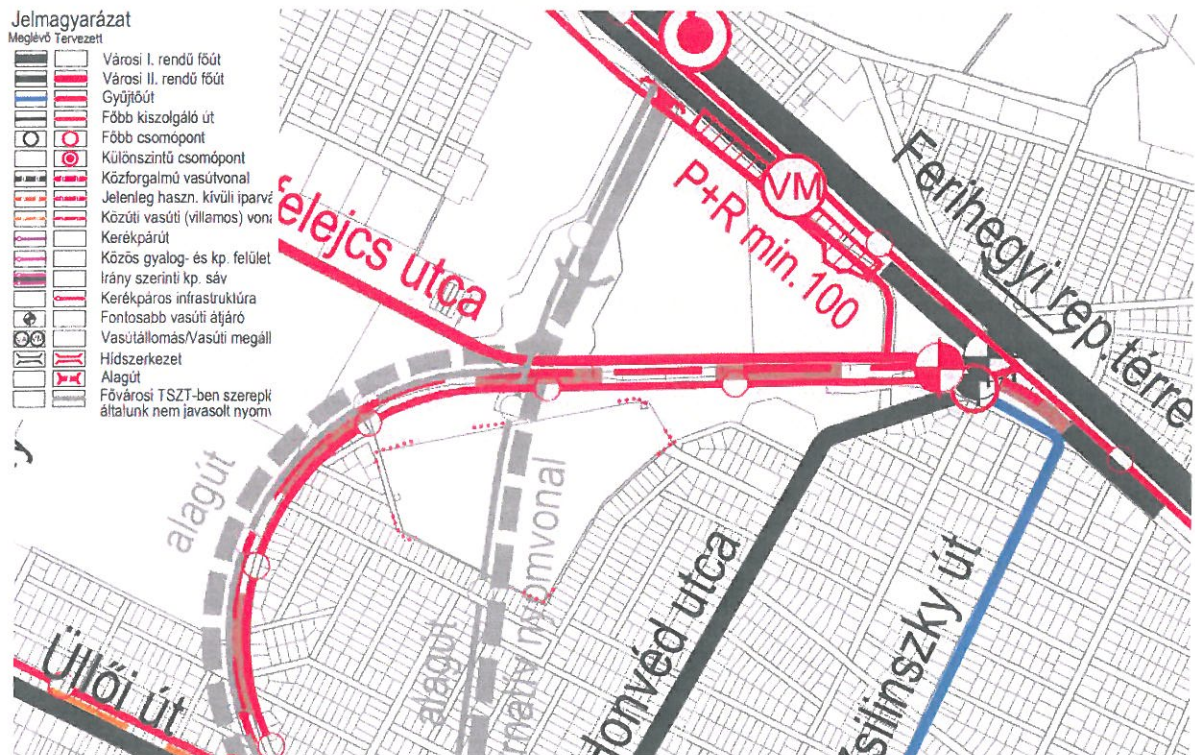 Jelmagyarázat
Meglévő Tervezett
Városi I. rendű főút
Városi II. rendű főút
Gyűjtőút
Főbb kiszolgáló út
Főbb csomópont
Különszintű csomópont
Közforgalmú vasútvonal
Jelenleg haszn. kívüli iparvá
Közúti vasúti (villamos) vona
Kerékpárút
Közös gyalog- és kp. felület
Irány szerinti kp. sáv
Kerékpáros infrastruktúra
Fontosabb vasúti átjáró
Vasútállomás/Vasúti megáll
Hídszerkezet
Alagút
Fővárosi TSZT-ben szereplő
általunk nem javasolt nyomv
VM
Ferihegyi rep. térre
P+R min. 100
felejcs utca
alagút
alagút
rnatív nyomvonal
Üllői út
Honvéd utca
Zsilinszky út